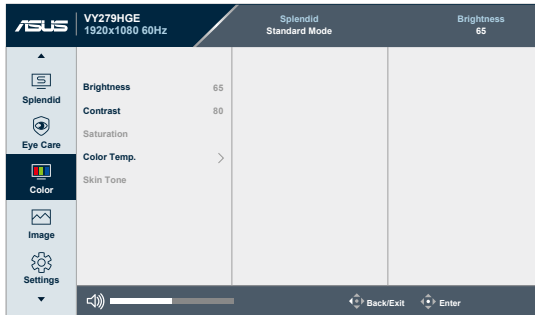 ASUS
VY279HGE
1920x1080 60Hz
Splendid
Standard Mode
Brightness
65
Splendid
Eye Care
Color
Image
Settings
Brightness 65
Contrast 80
Saturation
Color Temp.
Skin Tone
Back/Exit
Enter